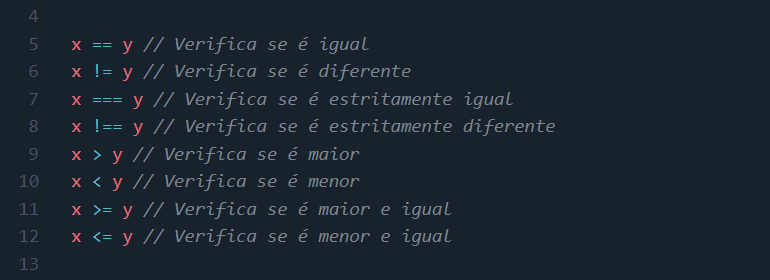 4
5 x == y // Verifica se é igual
6 x != y // Verifica se é diferente
7 x === y // Verifica se é estritamente igual
8 x !== y // Verifica se é estritamente diferente
9 x > y // Verifica se é maior
10 x < y // Verifica se é menor
11 x >= y // Verifica se é maior e igual
12 x <= y // Verifica se é menor e igual
13